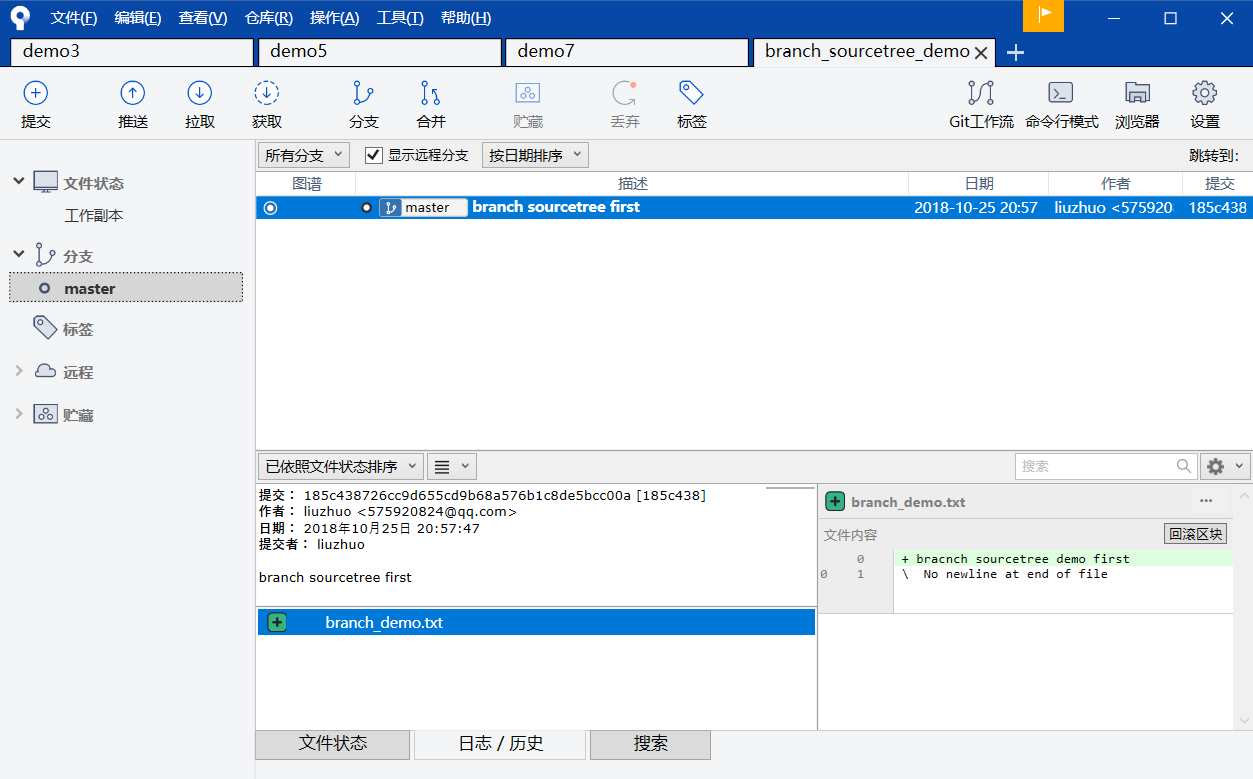 文件(F) 编辑(E) 查看(V) 仓库(R) 操作(A) 工具(T) 帮助(H)
demo3 demo5 demo7 branch_sourcetree_demo
提交 推送 拉取 获取 分支 合并 贮藏 丢弃 标签 Git工作流 命令行模式 浏览器 设置
所有分支 显示远程分支 按日期排序 跳转到:
文件状态
工作副本
分支
master
标签
远程
贮藏
图谱 描述 日期 作者 提交
master branch sourcetree first 2018-10-25 20:57 liuzhuo <575920 185c438
已依照文件状态排序 搜索
提交： 185c438726cc9d655cd9b68a576b1c8de5bcc00a [185c438]
作者： liuzhuo <575920824@qq.com>
日期： 2018年10月25日 20:57:47
提交者： liuzhuo
branch sourcetree first
branch_demo.txt
branch_demo.txt ···
文件内容 回滚区块
0 + bracnch sourcetree demo first
0 1 \ No newline at end of file
文件状态 日志 / 历史 搜索